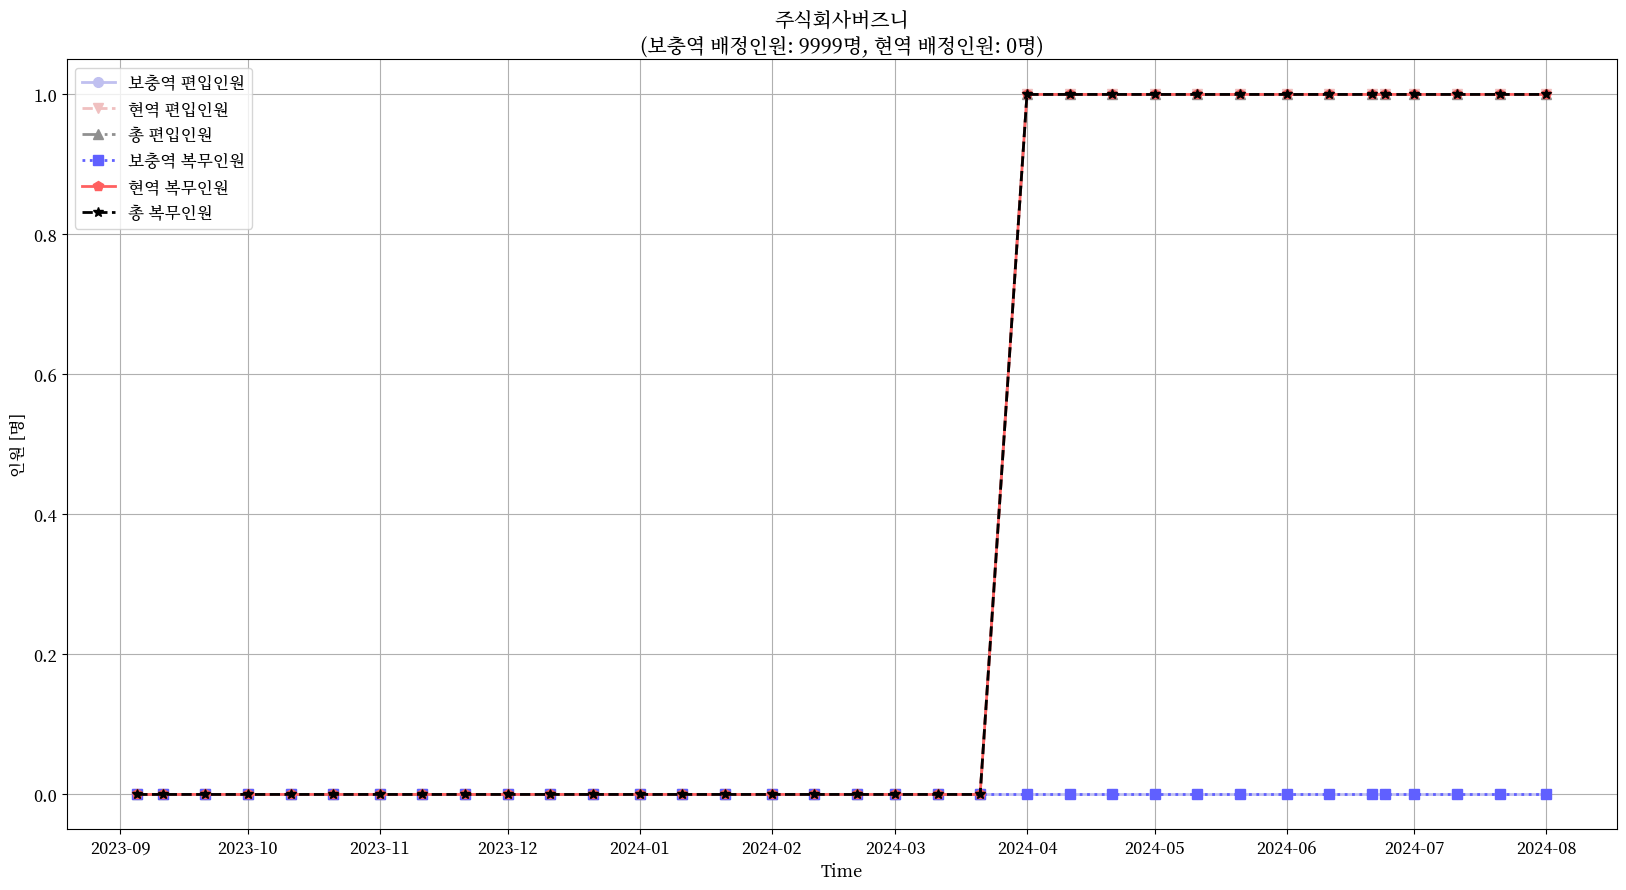 주식회사버즈니
(보충역 배정인원: 9999명, 현역 배정인원: 0명)
보충역 편입인원
현역 편입인원
총 편입인원
보충역 복무인원
현역 복무인원
총 복무인원
1.0
0.8
0.6
0.4
0.2
0.0
인원 [명]
2023-09
2023-10
2023-11
2023-12
2024-01
2024-02
2024-03
2024-04
2024-05
2024-06
2024-07
2024-08
Time